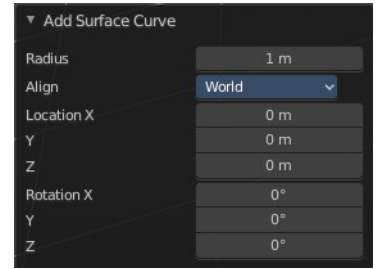 Add Surface Curve
Radius 1 m
Align World
Location X 0 m
Y 0 m
Z 0 m
Rotation X 0°
Y 0°
Z 0°